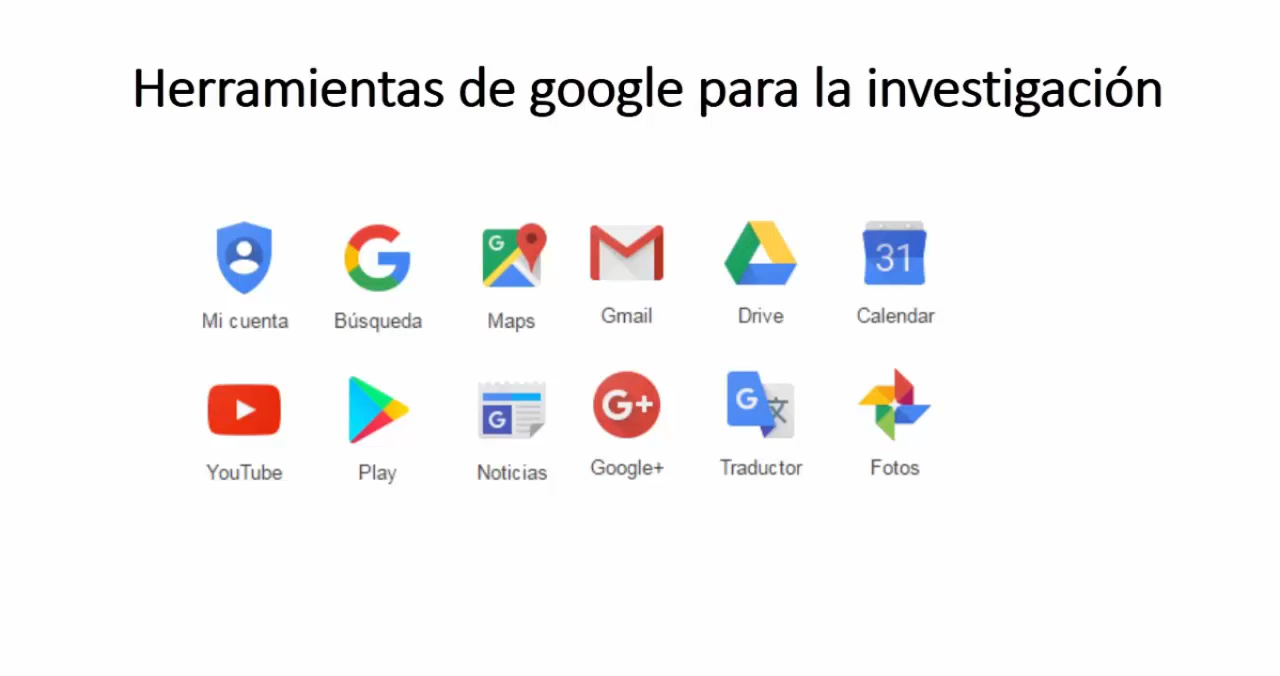 Herramientas de google para la investigación
Mi cuenta Búsqueda Maps Gmail Drive Calendar
31
YouTube Play Noticias Google+ Traductor Fotos